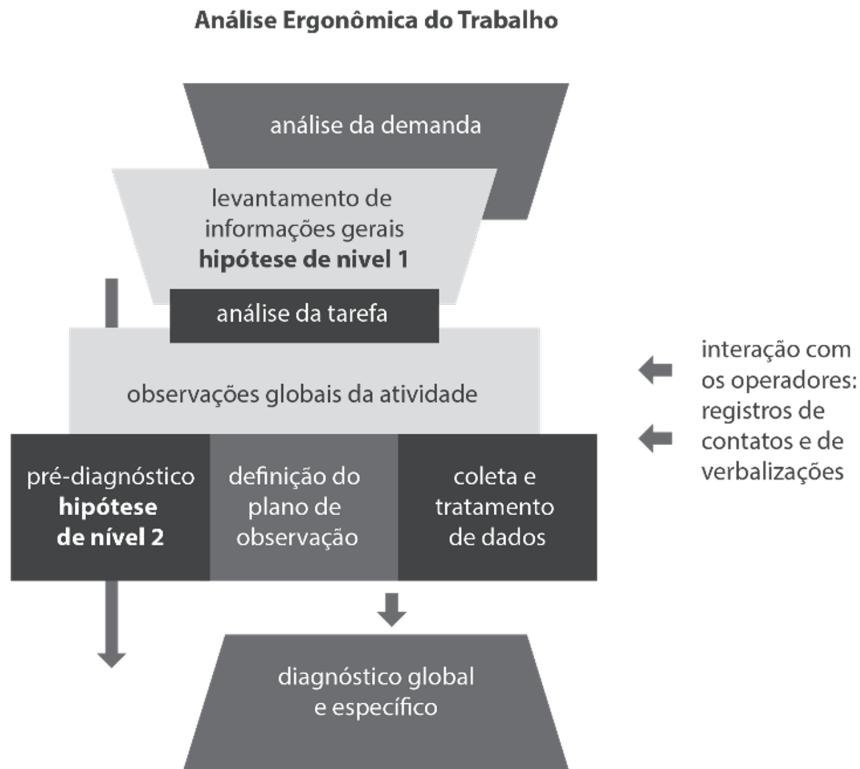 Análise Ergonômica do Trabalho
análise da demanda
levantamento de
informações gerais
hipótese de nivel 1
análise da tarefa
observações globais da atividade
interação com
os operadores:
registros de
contatos e de
verbalizações
pré-diagnóstico
hipótese
de nível 2
definição do
plano de
observação
coleta e
tratamento
de dados
diagnóstico global
e específico